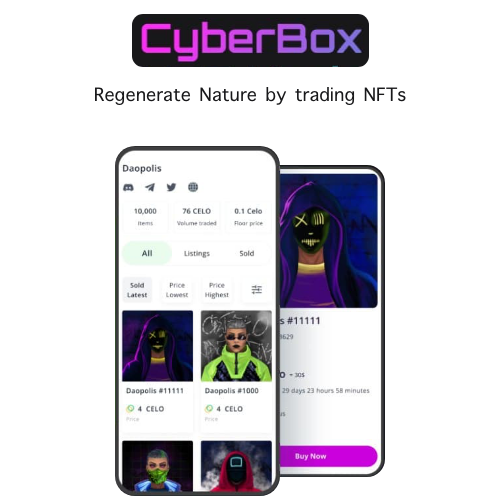 CyberBox
Regenerate Nature by trading NFTs
Daopolis
10,000 76 CELO 0.1 Celo
Items Volume traded Floor price
All Listings Sold
Sold Latest Price Lowest Price Highest
Daopolis #11111 Daopolis #1000
4 CELO 4 CELO
Price Price
s #11111
8629
O ~ 30$
29 days 23 hours 58 minutes
us
Buy Now